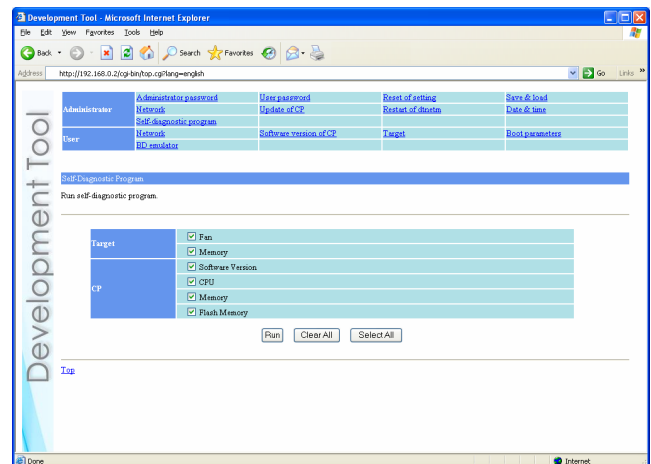 Development Tool - Microsoft Internet Explorer
File Edit View Favorites Tools Help
Back Search Favorites
Address http://192.168.0.2/cgi-bin/top.cgi?lang=english Go Links »
Development Tool
Administrater Administrator password User password Reset of setting Save & load
Network Update of CP Restart of dtnetm Date & time
Self-diagnostic program
User Network Software version of CP Target Boot parameters
BD emulator
Self-Diagnostic Program
Run self-diagnostic program.
Target Fan
Memory
CP Software Version
CPU
Memory
Flash Memory
Run Clear All Select All
Top
Done Internet